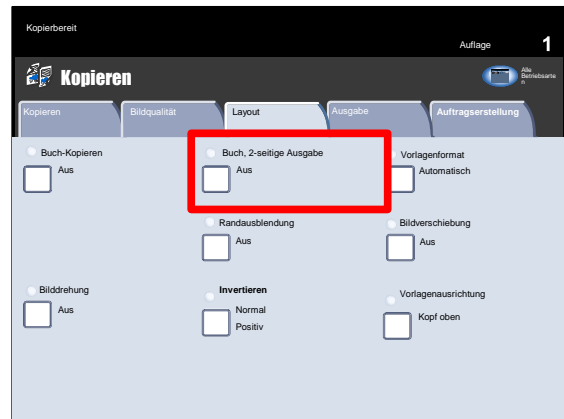 Kopierbereit
Auflage 1
Kopieren
Alle
Betriebsarte
n
Kopieren Bildqualität Layout Ausgabe Auftragserstellung
Buch-Kopieren
Aus
Buch, 2-seitige Ausgabe
Aus
Vorlagenformat
Automatisch
Randausblendung
Aus
Bildverschiebung
Aus
Bilddrehung
Aus
Invertieren
Normal
Positiv
Vorlagenausrichtung
Kopf oben